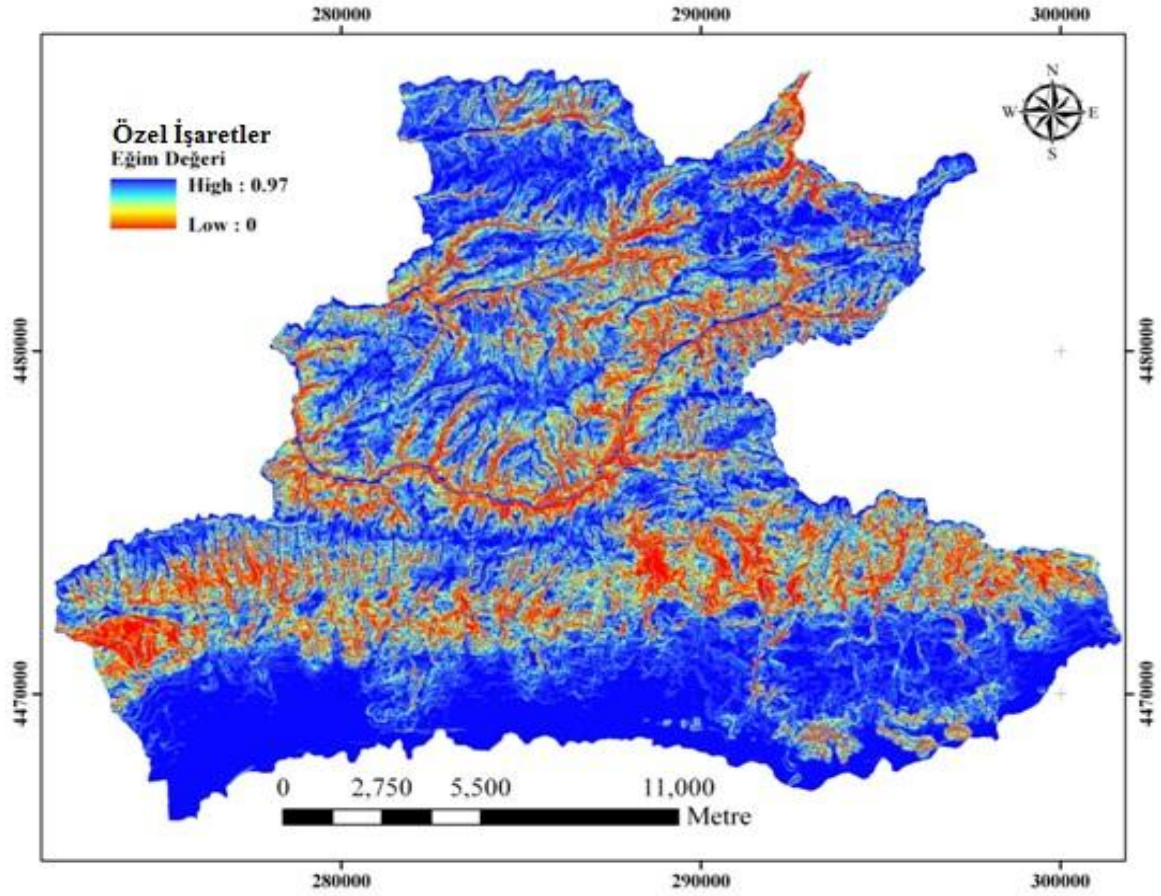 280000 290000 300000
N
W E
S
Özel İşaretler
Eğim Değeri
High : 0.97
Low : 0
4480000 4480000
4470000 4470000
0 2,750 5,500 11,000
Metre
280000 290000 300000